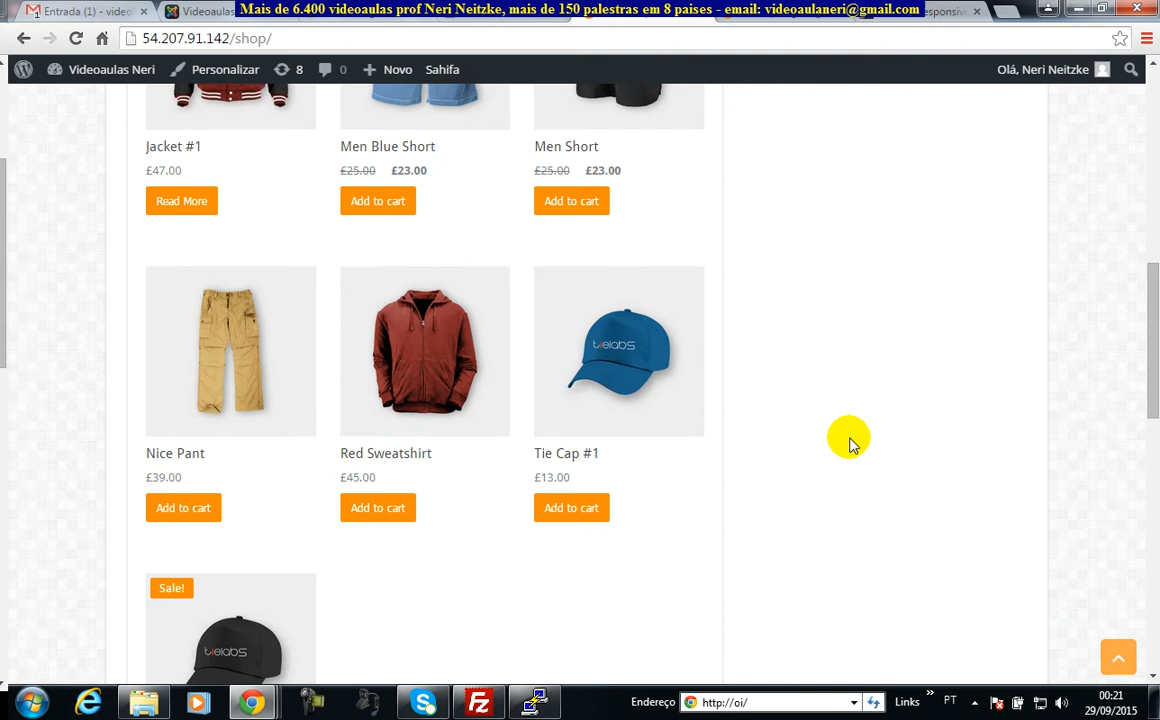 Mais de 6.400 videoaulas prof Neri Neitzke, mais de 150 palestras em 8 paises - email: videoaulaneri@gmail.com
Entrada (1) - video
Videoaulas
esponsiv
54.207.91.142/shop/
Videoaulas Neri Personalizar 8 0 Novo Sahifa Olá, Neri Neitzke
Jacket #1 Men Blue Short Men Short
£47.00 £25.00 £23.00 £25.00 £23.00
Read More Add to cart Add to cart
tielabs
Nice Pant Red Sweatshirt Tie Cap #1
£39.00 £45.00 £13.00
Add to cart Add to cart Add to cart
Sale!
tielabs
Endereço http://oi/ Links » PT 00:21
29/09/2015